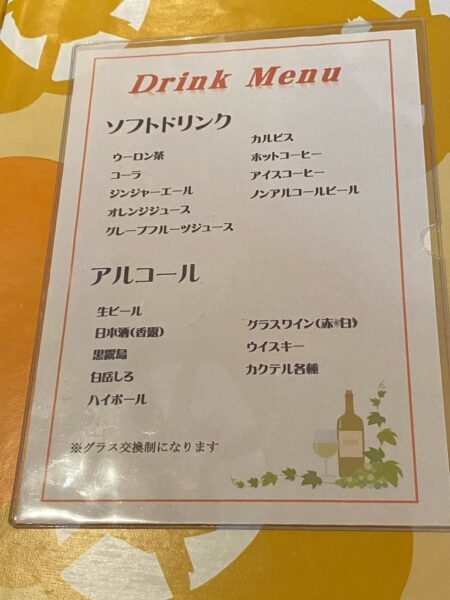 Drink Menu
ソフトドリンク
ウーロン茶
コーラ
ジンジャーエール
オレンジジュース
グレープフルーツジュース
カルピス
ホットコーヒー
アイスコーヒー
ノンアルコールビール
アルコール
生ビール
日本酒(香露)
黒霧島
白岳しろ
ハイボール
グラスワイン(赤・白)
ウイスキー
カクテル各種
※グラス交換制になります